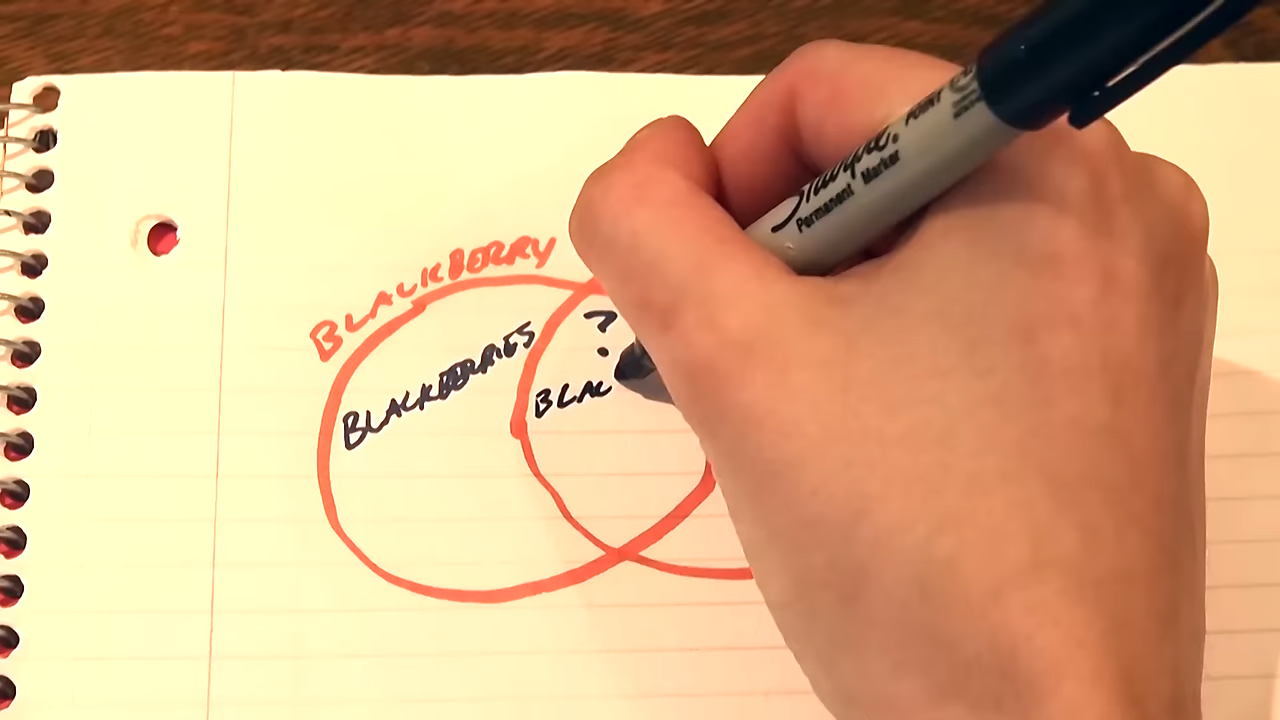 BLACKBERRY
BLACKBERRIES
?
BLAC
Sharpie
Permanent Marker
POINT